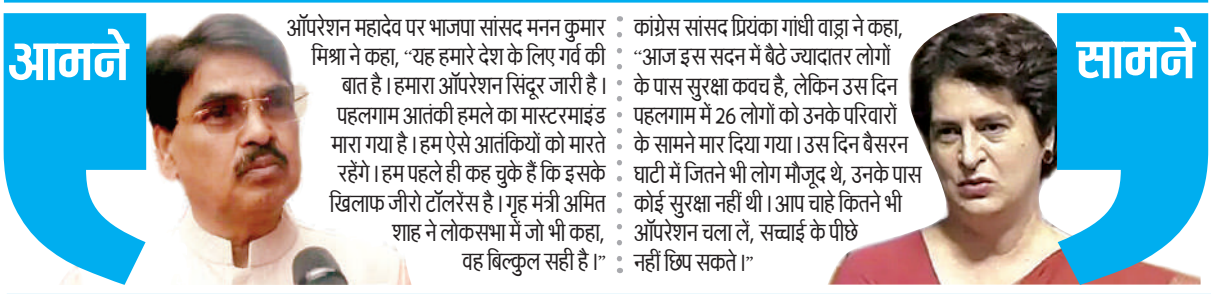 आमने
ऑपरेशन महादेव पर भाजपा सांसद मनन कुमार
मिश्रा ने कहा, “यह हमारे देश के लिए गर्व की
बात है। हमारा ऑपरेशन सिंदूर जारी है।
पहलगाम आतंकी हमले का मास्टरमाइंड
मारा गया है। हम ऐसे आतंकियों को मारते
रहेंगे। हम पहले ही कह चुके हैं कि इसके
खिलाफ जीरो टॉलरेंस है। गृह मंत्री अमित
शाह ने लोकसभा में जो भी कहा,
वह बिल्कुल सही है।”
कांग्रेस सांसद प्रियंका गांधी वाड्रा ने कहा,
“आज इस सदन में बैठे ज्यादातर लोगों
के पास सुरक्षा कवच है, लेकिन उस दिन
पहलगाम में 26 लोगों को उनके परिवारों
के सामने मार दिया गया। उस दिन बैसरन
घाटी में जितने भी लोग मौजूद थे, उनके पास
कोई सुरक्षा नहीं थी। आप चाहे कितने भी
ऑपरेशन चला लें, सच्चाई के पीछे
नहीं छिप सकते।”
सामने